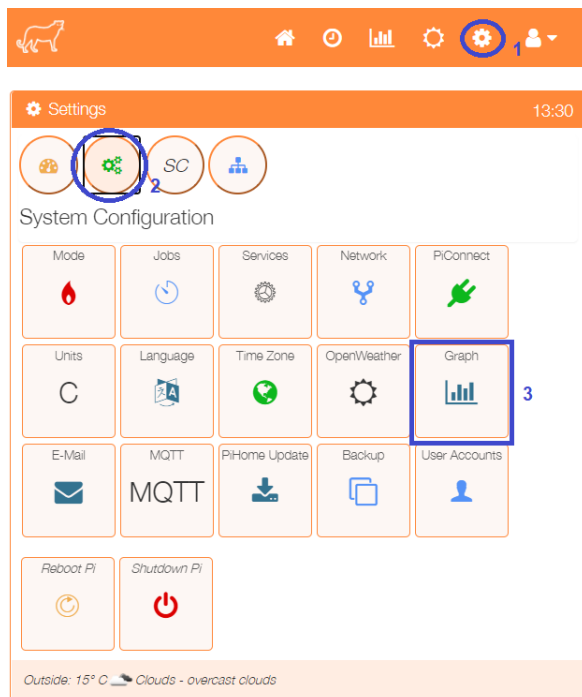 1
Settings 13:30
SC
2
System Configuration
Mode Jobs Services Network PiConnect
Units Language Time Zone OpenWeather Graph
C
3
E-Mail MQTT PiHome Update Backup User Accounts
MQTT
Reboot Pi Shutdown Pi
Outside: 15° C Clouds - overcast clouds